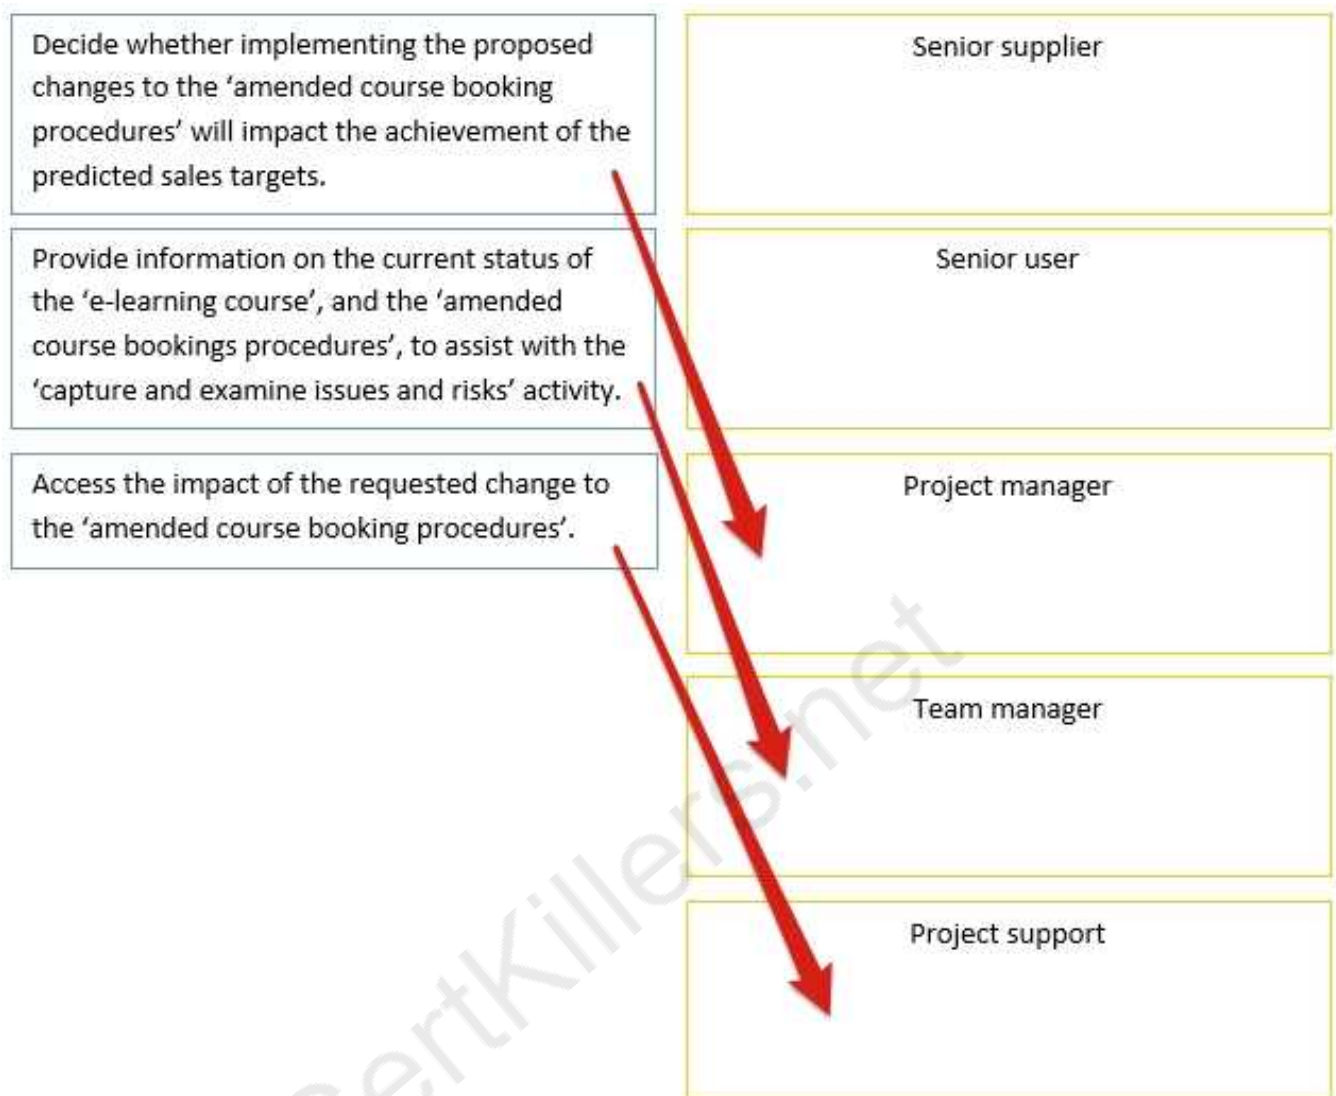 Decide whether implementing the proposed
changes to the ‘amended course booking
procedures’ will impact the achievement of the
predicted sales targets.
Senior supplier
Provide information on the current status of
the ‘e-learning course’, and the ‘amended
course bookings procedures’, to assist with the
‘capture and examine issues and risks’ activity.
Senior user
Access the impact of the requested change to
the ‘amended course booking procedures’.
Project manager
Team manager
Project support
CertKillers.net